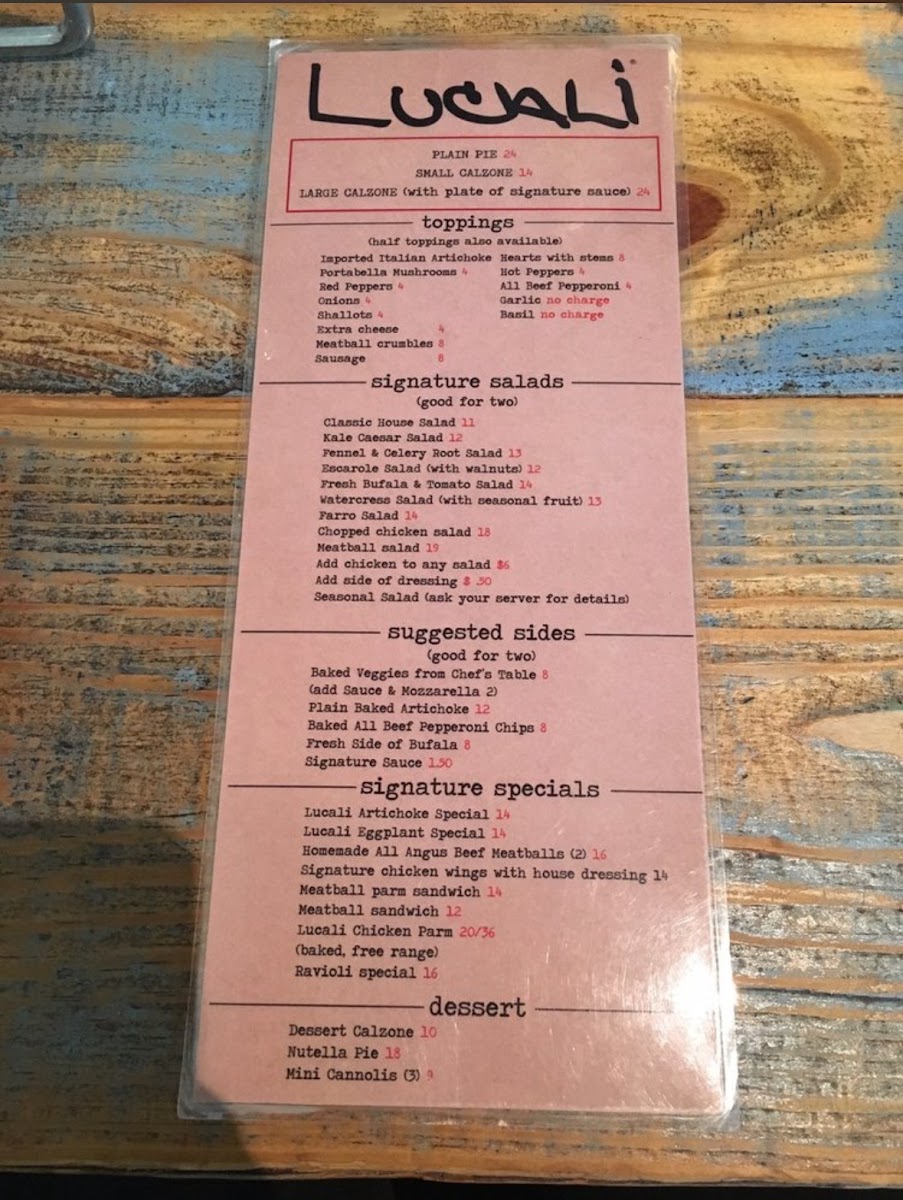 LUCALI
PLAIN PIE 24
SMALL CALZONE 14
LARGE CALZONE (with plate of signature sauce) 24
toppings
(half toppings also available)
Imported Italian Artichoke Hearts with stems 8
Portabella Mushrooms 4 Hot Peppers 4
Red Peppers 4 All Beef Pepperoni 4
Onions 4 Garlic no charge
Shallots 4 Basil no charge
Extra cheese 4
Meatball crumbles 8
Sausage 8
signature salads
(good for two)
Classic House Salad 11
Kale Caesar Salad 12
Fennel & Celery Root Salad 13
Escarole Salad (with walnuts) 12
Fresh Bufala & Tomato Salad 14
Watercress Salad (with seasonal fruit) 13
Farro Salad 14
Chopped chicken salad 18
Meatball salad 19
Add chicken to any salad $6
Add side of dressing $ .50
Seasonal Salad (ask your server for details)
suggested sides
(good for two)
Baked Veggies from Chef's Table 8
(add Sauce & Mozzarella 2)
Plain Baked Artichoke 12
Baked All Beef Pepperoni Chips 8
Fresh Side of Bufala 8
Signature Sauce 1.50
signature specials
Lucali Artichoke Special 14
Lucali Eggplant Special 14
Homemade All Angus Beef Meatballs (2) 16
Signature chicken wings with house dressing 14
Meatball parm sandwich 14
Meatball sandwich 12
Lucali Chicken Parm 20/36
(baked, free range)
Ravioli special 16
dessert
Dessert Calzone 10
Nutella Pie 18
Mini Cannolis (3) 9